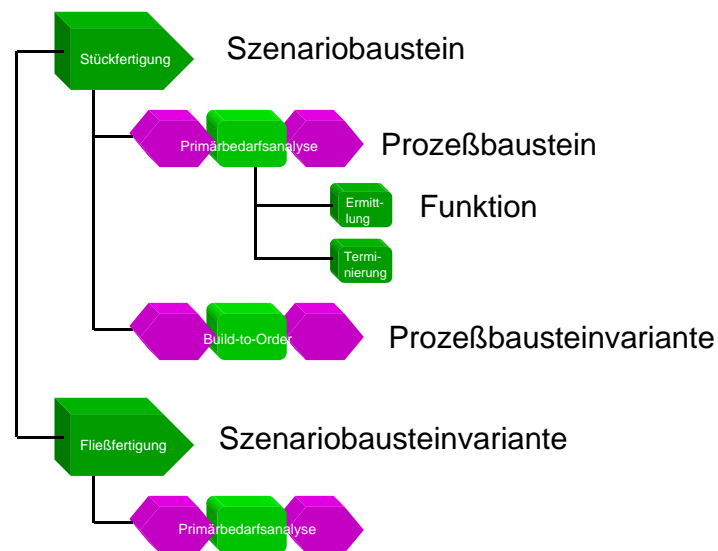 Stückfertigung
Szenariobaustein
Primärbedarfsanalyse
Prozeßbaustein
Ermitt-
lung
Funktion
Termi-
nierung
Build-to-Order
Prozeßbausteinvariante
Fließfertigung
Szenariobausteinvariante
Primärbedarfsanalyse